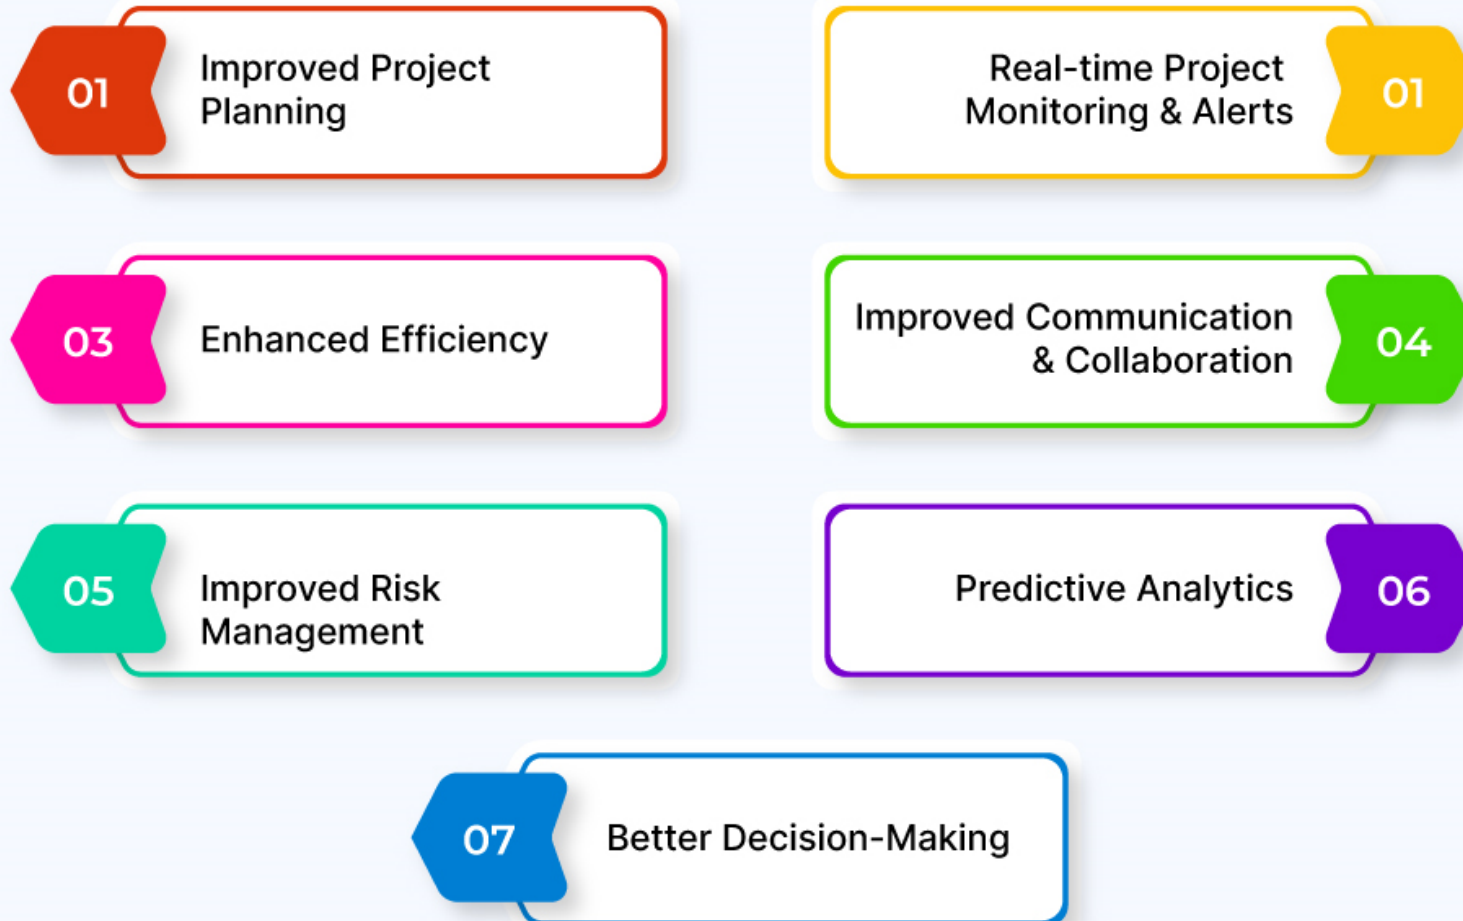 01
Improved Project
Planning
Real-time Project
Monitoring & Alerts
01
03
Enhanced Efficiency
Improved Communication
& Collaboration
04
05
Improved Risk
Management
Predictive Analytics
06
07
Better Decision-Making